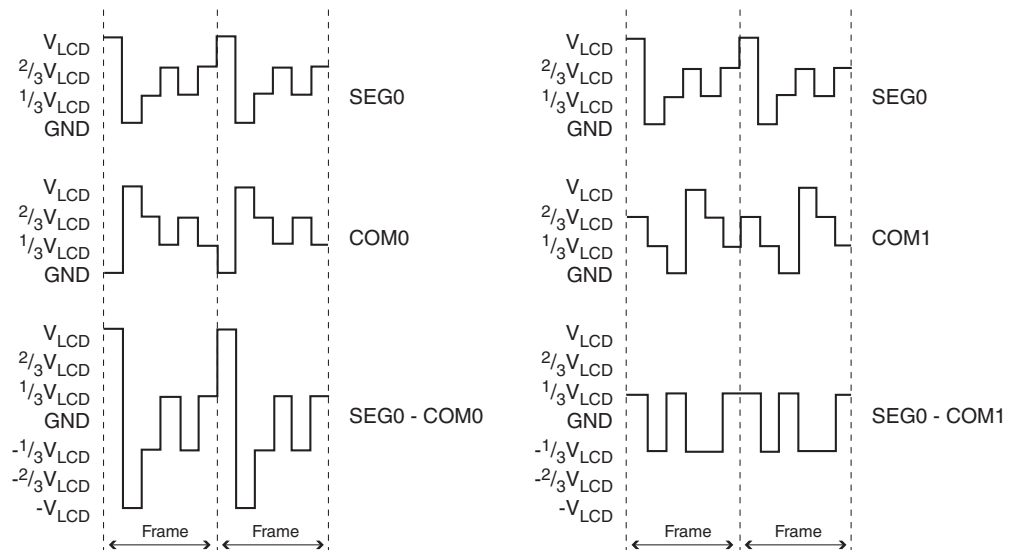 V_LCD
2/3V_LCD
1/3V_LCD
GND
SEG0
V_LCD
2/3V_LCD
1/3V_LCD
GND
COM0
V_LCD
2/3V_LCD
1/3V_LCD
GND
-1/3V_LCD
-2/3V_LCD
-V_LCD
SEG0 - COM0
Frame
Frame
V_LCD
2/3V_LCD
1/3V_LCD
GND
SEG0
V_LCD
2/3V_LCD
1/3V_LCD
GND
COM1
V_LCD
2/3V_LCD
1/3V_LCD
GND
-1/3V_LCD
-2/3V_LCD
-V_LCD
SEG0 - COM1
Frame
Frame